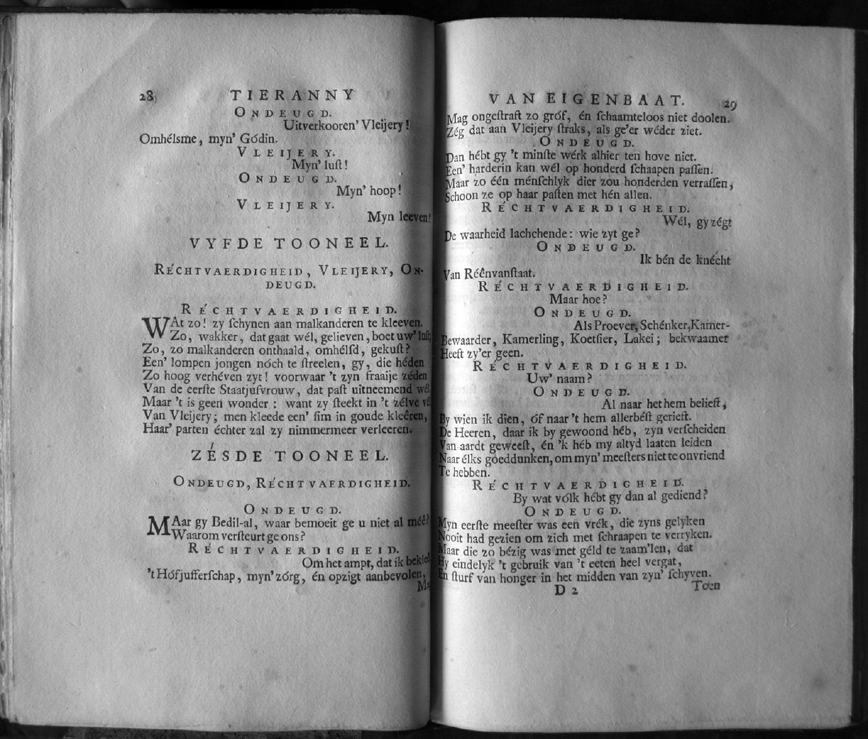 28 TIERANNY
ONDEUGD.
Uitverkooren' Vleijery!
Omhélsme, myn' Gódin.
VLEIJERY.
Myn' lust!
ONDEUGD.
Myn' hoop!
VLEIJERY.
Myn leeven!
VYFDE TOONEEL.
RÉCHTVAERDIGHEID, VLEIJERY, ON-
DEUGD.
RÉCHTVAERDIGHEID.
WAt zo! zy schynen aan malkanderen te kleeven.
Zo, wakker, dat gaat wél, gelieven, boet uw' lust;
Zo, zo malkanderen onthaald, omhélsd, gekust?
Een' lompen jongen nóch te streelen, gy, die héden
Zo hoog verhéven zyt! voorwaar 't zyn fraaije zéden
Van de eerste Staatjusvrouw, dat past uitneemend wél
Maar 't is geen wonder: want zy steekt in 't zélve
Van Vleijery; men kleede een' sim in goude kleêren,
Haar' parten échter zal zy nimmermeer verleeren.
ZÉSDE TOONEEL.
ONDEUGD, RÉCHTVAERDIGHEID.
ONDEUGD.
MAar gy Bedil-al, waar bemoeit ge u niet al méê?
Waarom versteurt ge ons?
RÉCHTVAERDIGHEID.
Om het ampt, dat ik
't Hófjufferschap, myn' zórg, én opzigt aanbevolen,
VAN EIGENBAAT. 29
Mag ongestraft zo gróf, én schaamteloos niet doolen.
Zég dat aan Vleijery straks, als ge'er wéder ziet.
ONDEUGD.
Dan hébt gy 't minste wérk alhier ten hove niet.
Een' harderin kan wél op honderd schaapen passen.
Maar zo één ménschlyk dier zou honderden verrassen,
Schoon ze op haar pasten met hén allen.
RÉCHTVAERDIGHEID.
Wél, gy zégt
De waarheid lachchende: wie zyt ge?
ONDEUGD.
Ik bén de knécht
Van Réénvanstaat.
RÉCHTVAERDIGHEID.
Maar hoe?
ONDEUGD.
Als Proever, Schénker, Kamer-
Bewaarder, Kamerling, Koetsier, Lakei; bekwaamer
Heeft zy'er geen.
RÉCHTVAERDIGHEID.
Uw' naam?
ONDEUGD.
Al naar het hem belieft,
By wien ik dien, óf naar 't hem allerbést gerieft.
De Heeren, daar ik by gewoond héb, zyn verscheiden
Van aardt geweest, én 'k héb my altyd laaten leiden
Naar élks goeddunken, om myn' meesters niet te onvriend
Te hebben.
RÉCHTVAERDIGHEID.
By wat vólk hébt gy dan al gediend?
ONDEUGD.
Myn eerste meester was een vrék, die zyns gelyken
Nooit had gezien om zich met schraapen te verryken.
Maar die zo bézig was met géld te zaam'len, dat
Hy eindelyk 't gebruik van 't eeten heel vergat,
En sturf van honger in het midden van zyn' schyven.
D 2 Toen